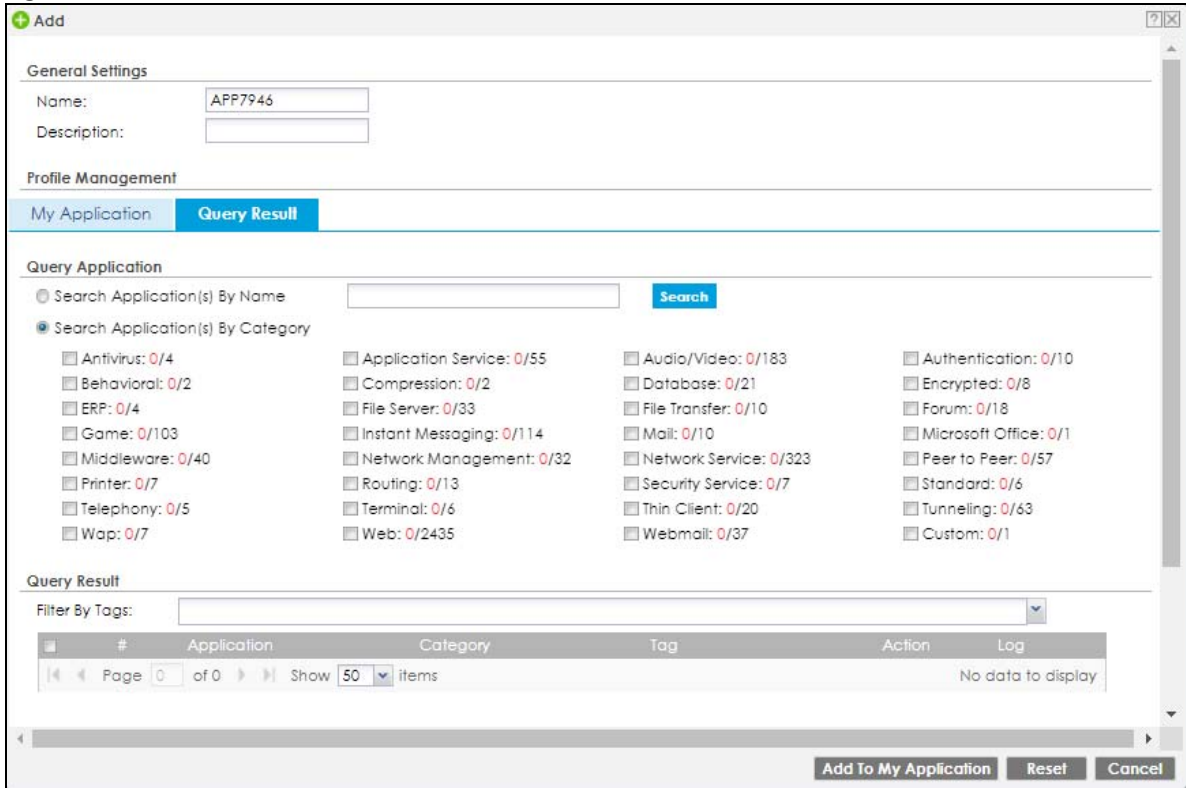 Add
?
General Settings
Name: APP7946
Description:
Profile Management
My Application Query Result
Query Application
Search Application(s) By Name Search
Search Application(s) By Category
Antivirus: 0/4 Application Service: 0/55 Audio/Video: 0/183 Authentication: 0/10
Behavioral: 0/2 Compression: 0/2 Database: 0/21 Encrypted: 0/8
ERP: 0/4 File Server: 0/33 File Transfer: 0/10 Forum: 0/18
Game: 0/103 Instant Messaging: 0/114 Mail: 0/10 Microsoft Office: 0/1
Middleware: 0/40 Network Management: 0/32 Network Service: 0/323 Peer to Peer: 0/57
Printer: 0/7 Routing: 0/13 Security Service: 0/7 Standard: 0/6
Telephony: 0/5 Terminal: 0/6 Thin Client: 0/20 Tunneling: 0/63
Wap: 0/7 Web: 0/2435 Webmail: 0/37 Custom: 0/1
Query Result
Filter By Tags:
# Application Category Tag Action Log
Page 0 of 0 Show 50 items No data to display
Add To My Application Reset Cancel